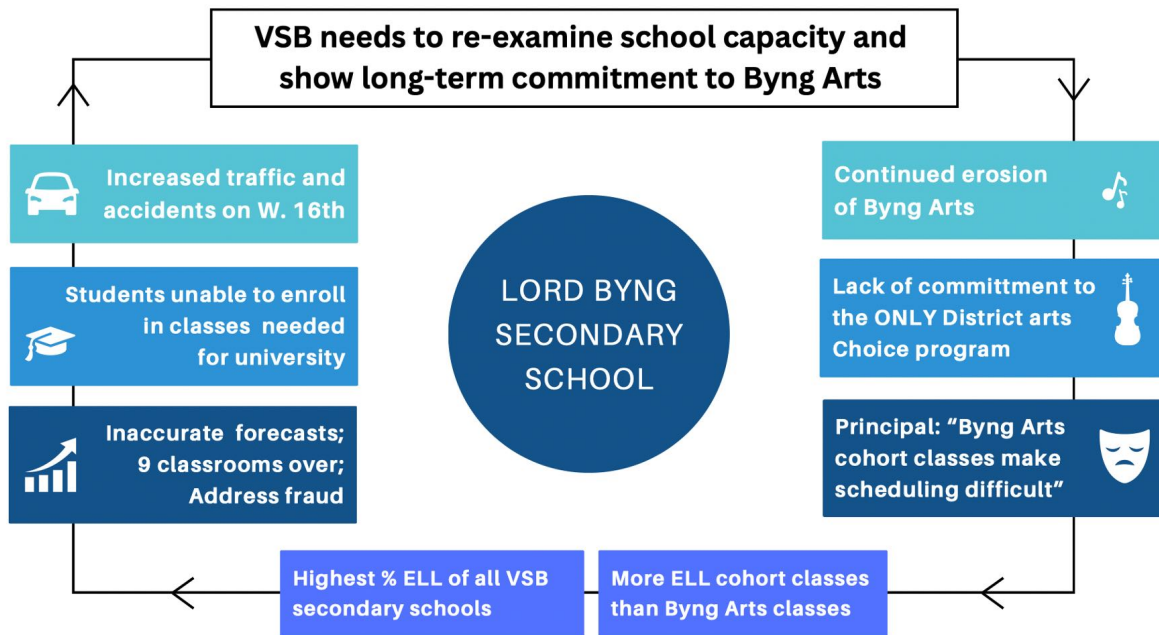 VSB needs to re-examine school capacity and
show long-term commitment to Byng Arts
Increased traffic and
accidents on W. 16th
Students unable to enroll
in classes needed
for university
Inaccurate forecasts;
9 classrooms over;
Address fraud
LORD BYNG
SECONDARY
SCHOOL
Continued erosion
of Byng Arts
Lack of committment to
the ONLY District arts
Choice program
Principal: “Byng Arts
cohort classes make
scheduling difficult”
Highest % ELL of all VSB
secondary schools
More ELL cohort classes
than Byng Arts classes